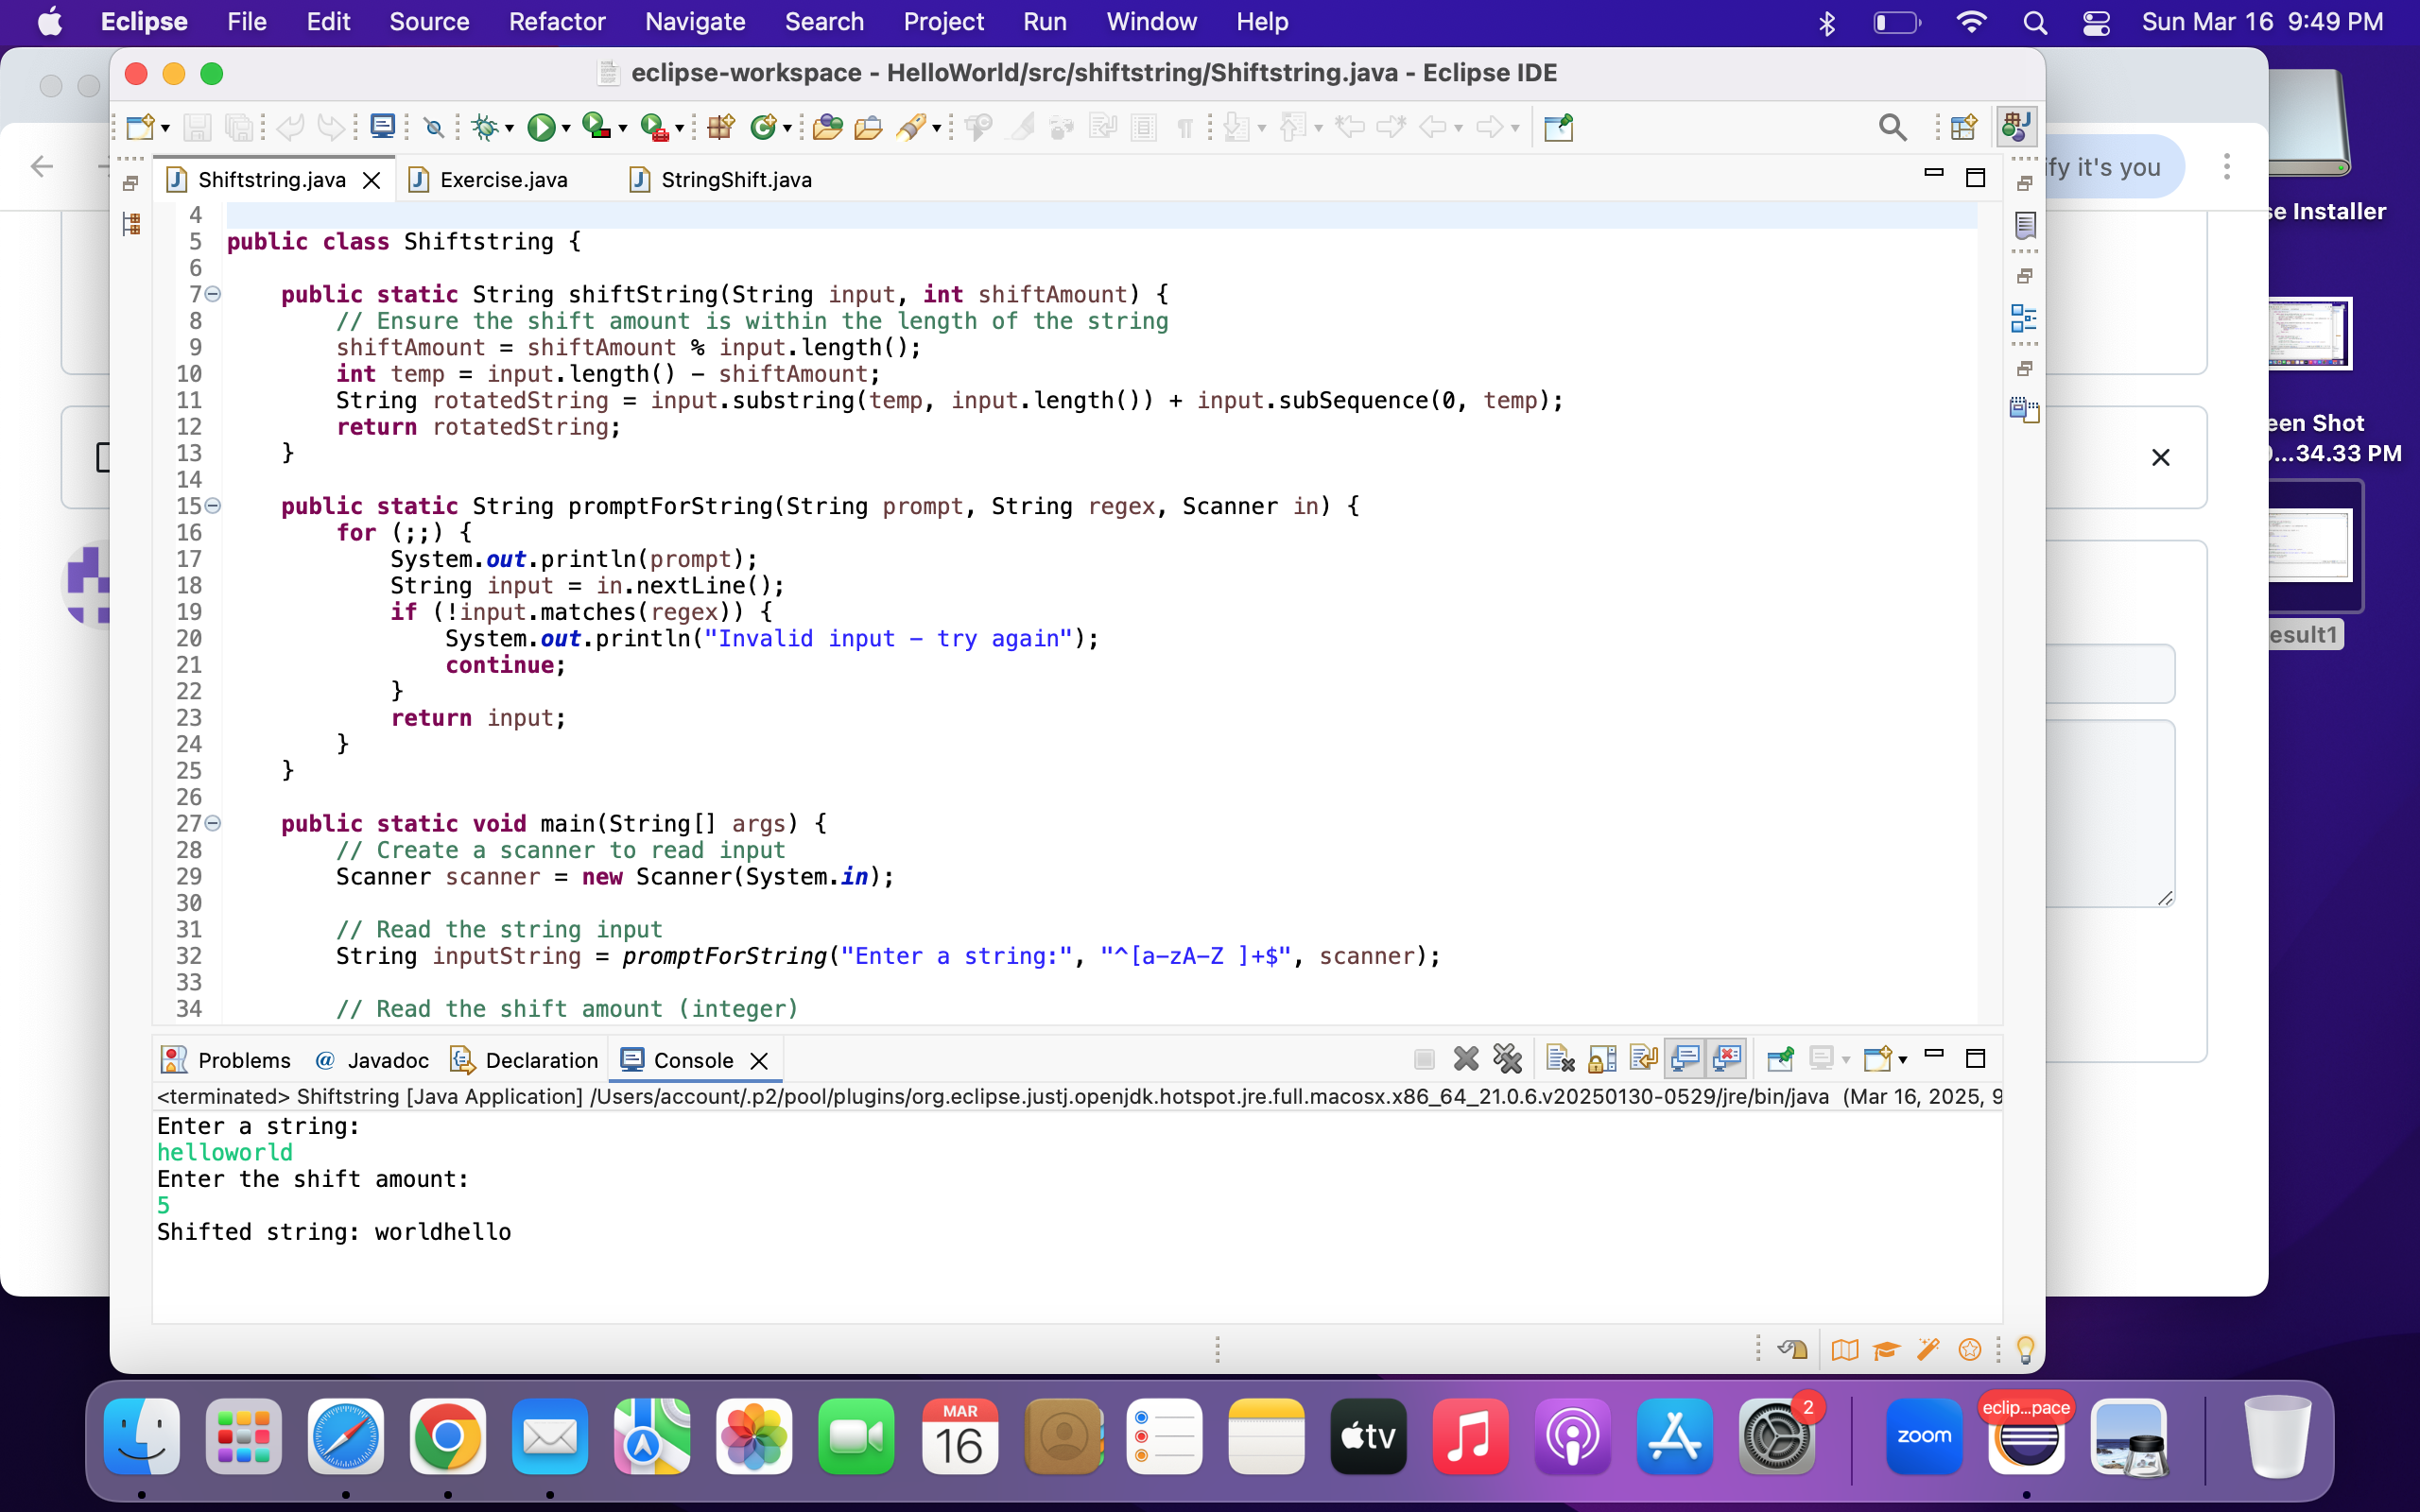 Eclipse File Edit Source Refactor Navigate Search Project Run Window Help Sun Mar 16 9:49 PM
eclipse-workspace - HelloWorld/src/shiftstring/Shiftstring.java - Eclipse IDE
Shiftstring.java Exercise.java StringShift.java
4
5 public class Shiftstring {
6
7 public static String shiftString(String input, int shiftAmount) {
8 // Ensure the shift amount is within the length of the string
9 shiftAmount = shiftAmount % input.length();
10 int temp = input.length() - shiftAmount;
11 String rotatedString = input.substring(temp, input.length()) + input.subSequence(0, temp);
12 return rotatedString;
13 }
14
15 public static String promptForString(String prompt, String regex, Scanner in) {
16 for (;;) {
17 System.out.println(prompt);
18 String input = in.nextLine();
19 if (!input.matches(regex)) {
20 System.out.println("Invalid input - try again");
21 continue;
22 }
23 return input;
24 }
25 }
26
27 public static void main(String[] args) {
28 // Create a scanner to read input
29 Scanner scanner = new Scanner(System.in);
30
31 // Read the string input
32 String inputString = promptForString("Enter a string:", "^[a-zA-Z ]+$", scanner);
33
34 // Read the shift amount (integer)
Problems @ Javadoc Declaration Console
<terminated> Shiftstring [Java Application] /Users/account/.p2/pool/plugins/org.eclipse.justj.openjdk.hotspot.jre.full.macosx.x86_64_21.0.6.v20250130-0529/jre/bin/java (Mar 16, 2025, 9
Enter a string:
helloworld
Enter the shift amount:
5
Shifted string: worldhello
fy it's you
se Installer
een Shot
...34.33 PM
esult1
MAR
16
tv
2
zoom
eclip...pace